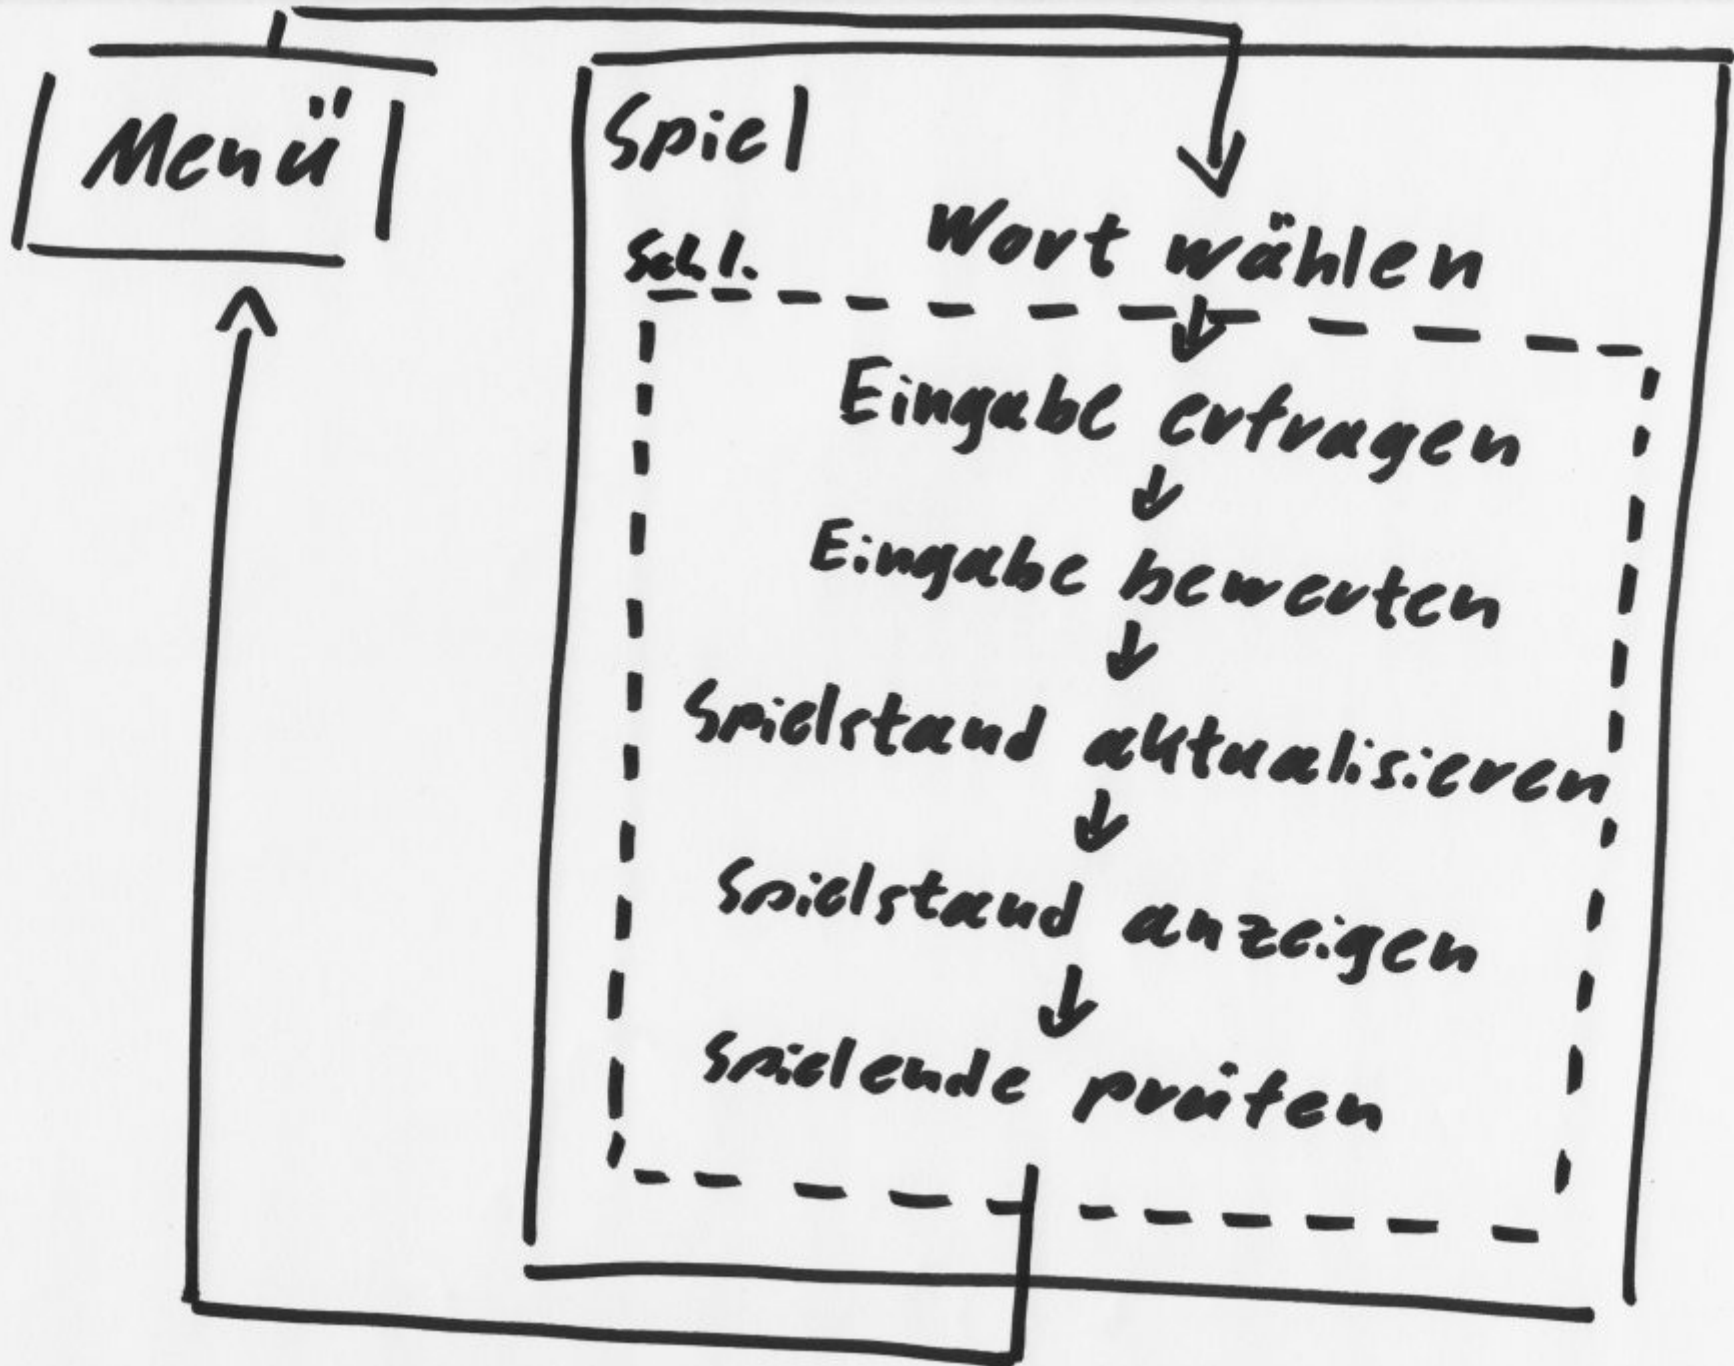 Menü
Spiel
Schl.
Wort wählen
Eingabe erfragen
Eingabe bewerten
Spielstand aktualisieren
Spielstand anzeigen
Spielende prüfen